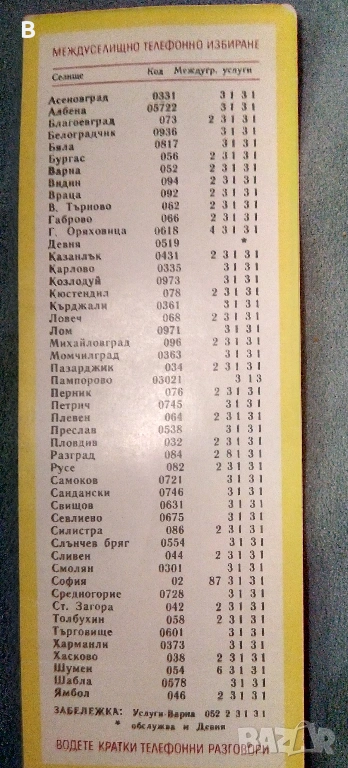 B
МЕЖДУСЕЛИЩНО ТЕЛЕФОННО ИЗБИРАНЕ
Селище Код Междугр. услуги
Асеновград 0331 3 1 3 1
Албена 05722 3 1 3 1
Благоевград 073 2 3 1 3 1
Белоградчик 0936 3 1 3 1
Бяла 0817 3 1 3 1
Бургас 056 2 3 1 3 1
Варна 052 2 3 1 3 1
Видин 094 2 3 1 3 1
Враца 092 2 3 1 3 1
В. Търново 062 2 3 1 3 1
Габрово 066 2 3 1 3 1
Г. Оряховица 0618 4 3 1 3 1
Девня 0519 *
Казанлък 0431 2 3 1 3 1
Карлово 0335 3 1 3 1
Козлодуй 0973 3 1 3 1
Кюстендил 078 2 3 1 3 1
Кърджали 0361 3 1 3 1
Ловеч 068 2 3 1 3 1
Лом 0971 3 1 3 1
Михайловград 096 2 3 1 3 1
Момчилград 0363 3 1 3 1
Пазарджик 034 2 3 1 3 1
Пампорово 03021 3 1 3
Перник 076 2 3 1 3 1
Петрич 0745 3 1 3 1
Плевен 064 2 3 1 3 1
Преслав 0538 3 1 3 1
Пловдив 032 2 3 1 3 1
Разград 084 2 8 1 3 1
Русе 082 2 3 1 3 1
Самоков 0721 3 1 3 1
Сандански 0746 3 1 3 1
Свищов 0631 3 1 3 1
Севлиево 0675 3 1 3 1
Силистра 086 2 3 1 3 1
Слънчев бряг 0554 3 1 3 1
Сливен 044 2 3 1 3 1
Смолян 0301 3 1 3 1
София 02 87 3 1 3 1
Средногорие 0728 3 1 3 1
Ст. Загора 042 2 3 1 3 1
Толбухин 058 2 3 1 3 1
Търговище 0601 3 1 3 1
Харманли 0373 3 1 3 1
Хасково 038 2 3 1 3 1
Шумен 054 6 3 1 3 1
Шабла 0578 3 1 3 1
Ямбол 046 2 3 1 3 1
ЗАБЕЛЕЖКА: Услуги-Варна 052 2 3 1 3 1
* обслужва и Девня
ВОДЕТЕ КРАТКИ ТЕЛЕФОННИ РАЗГОВОРИ
BAZAR